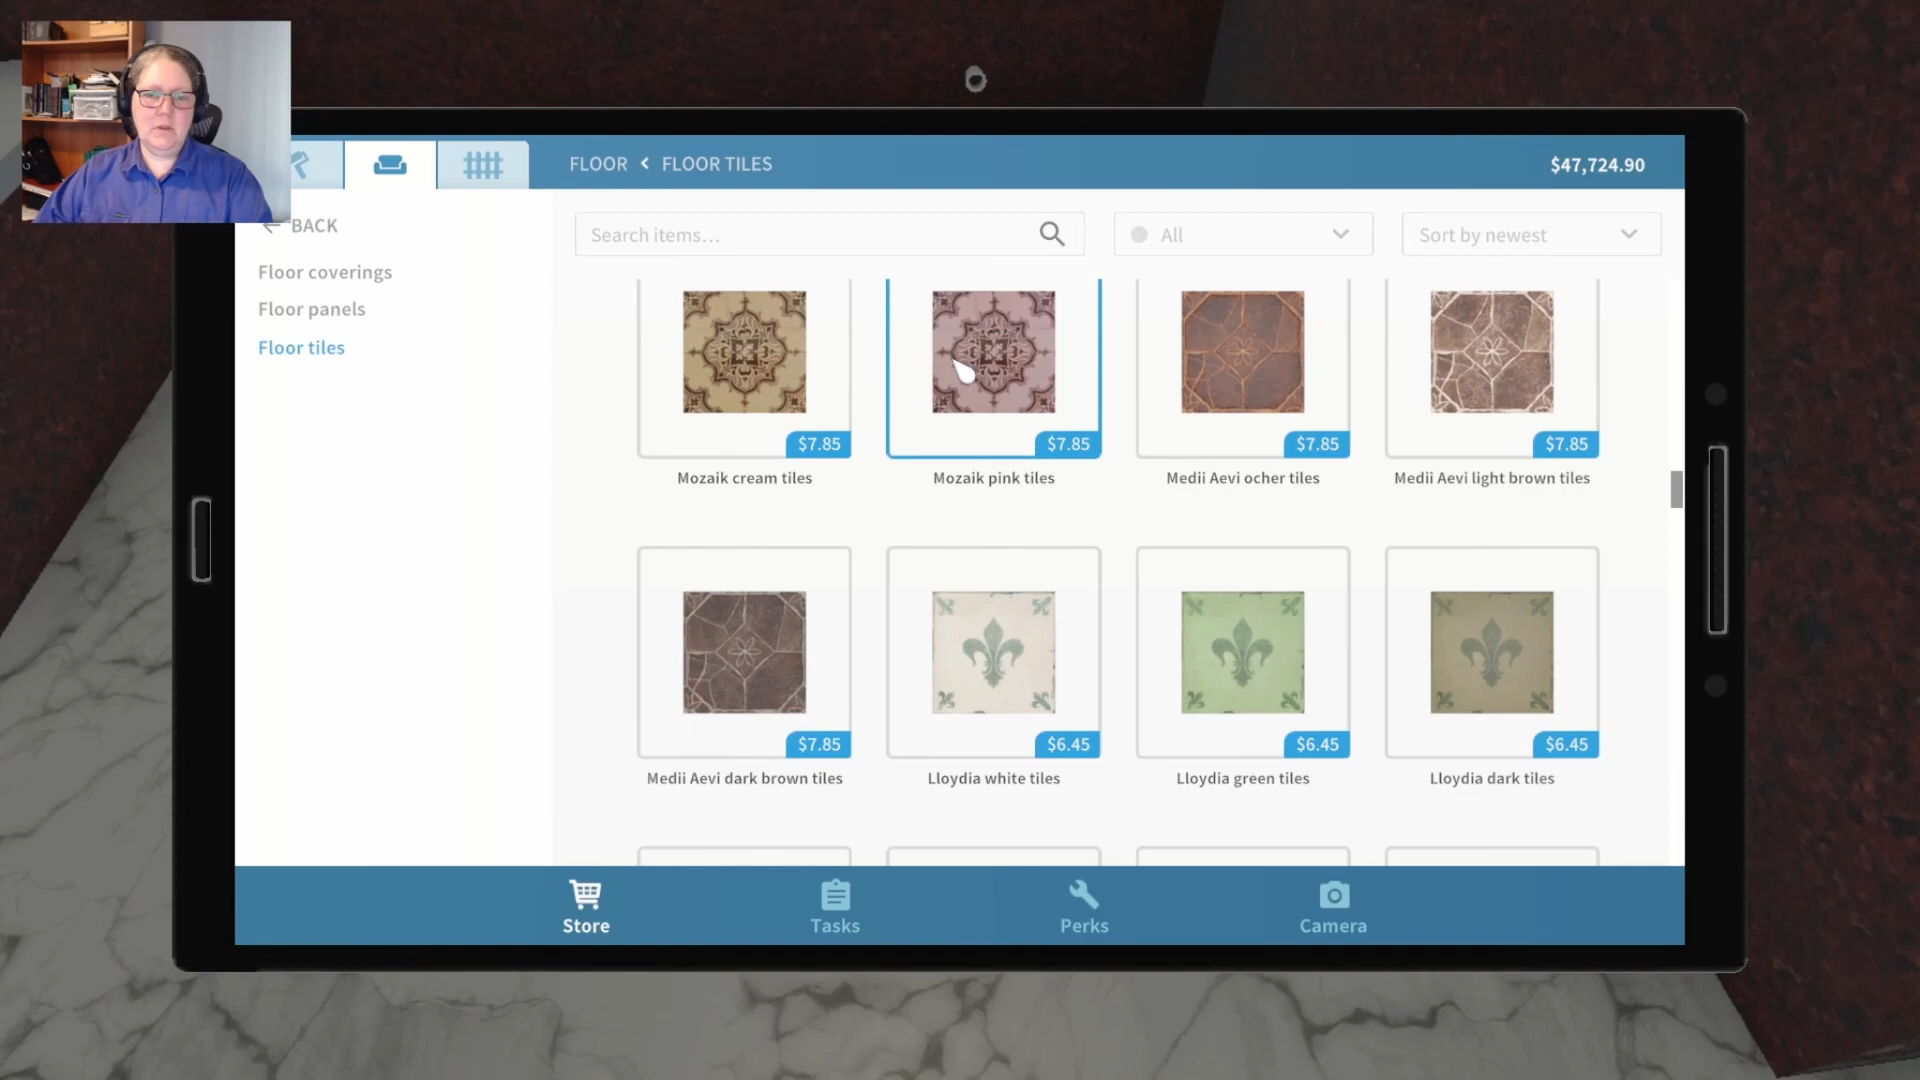 FLOOR < FLOOR TILES
$47,724.90
← BACK
Floor coverings
Floor panels
Floor tiles
Search items...
All
Sort by newest
$7.85
$7.85
$7.85
$7.85
Mozaik cream tiles
Mozaik pink tiles
Medii Aevi ocher tiles
Medii Aevi light brown tiles
$7.85
$6.45
$6.45
$6.45
Medii Aevi dark brown tiles
Lloydia white tiles
Lloydia green tiles
Lloydia dark tiles
Store
Tasks
Perks
Camera